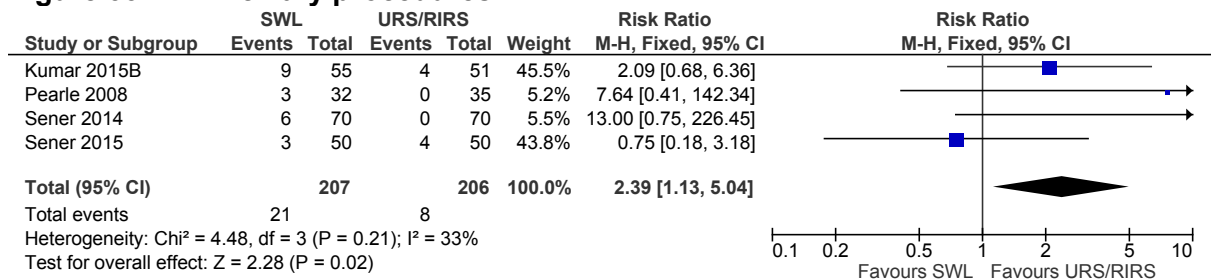 SWL URS/RIRS Risk Ratio Risk Ratio
Study or Subgroup Events Total Events Total Weight M-H, Fixed, 95% CI M-H, Fixed, 95% CI
Kumar 2015B 9 55 4 51 45.5% 2.09 [0.68, 6.36]
Pearle 2008 3 32 0 35 5.2% 7.64 [0.41, 142.34]
Sener 2014 6 70 0 70 5.5% 13.00 [0.75, 226.45]
Sener 2015 3 50 4 50 43.8% 0.75 [0.18, 3.18]
Total (95% CI) 207 206 100.0% 2.39 [1.13, 5.04]
Total events 21 8
Heterogeneity: Chi² = 4.48, df = 3 (P = 0.21); I² = 33%
Test for overall effect: Z = 2.28 (P = 0.02)
0.1 0.2 0.5 1 2 5 10
Favours SWL Favours URS/RIRS